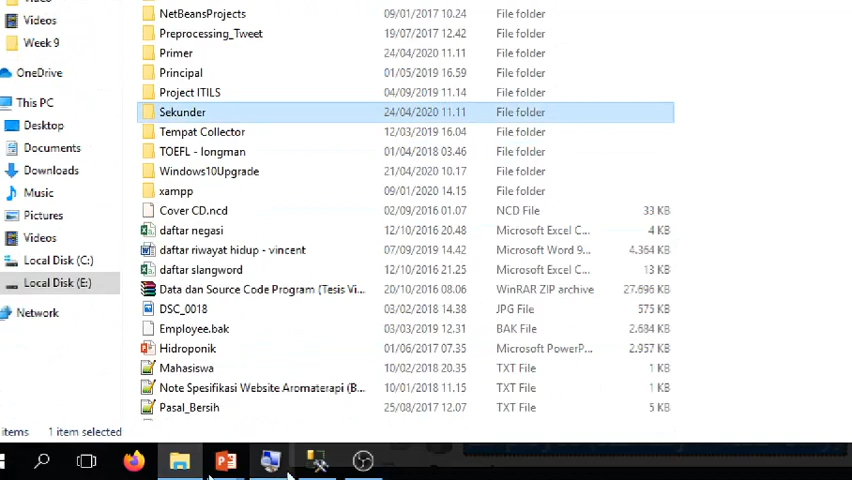 NetBeansProjects 09/01/2017 10.24 File folder
Videos Preprocessing_Tweet 19/07/2017 12.42 File folder
Week 9 Primer 24/04/2020 11.11 File folder
OneDrive Principal 01/05/2019 16.59 File folder
Project ITILS 04/09/2019 11.14 File folder
This PC Sekunder 24/04/2020 11.11 File folder
Desktop Tempat Collector 12/03/2019 16.04 File folder
Documents TOEFL - longman 01/04/2018 03.46 File folder
Downloads Windows10Upgrade 21/04/2020 10.17 File folder
Music xampp 09/01/2020 14.15 File folder
Pictures Cover CD.ncd 02/09/2016 01.07 NCD File 33 KB
Videos daftar negasi 12/10/2016 20.48 Microsoft Excel C... 4 KB
Local Disk (C:) daftar riwayat hidup - vincent 07/09/2019 14.42 Microsoft Word 9... 4.364 KB
daftar slangword 12/10/2016 21.25 Microsoft Excel C... 13 KB
Local Disk (E:) Data dan Source Code Program (Tesis Vi... 20/10/2016 08.06 WinRAR ZIP archive 27.696 KB
Network DSC_0018 03/02/2018 14.38 JPG File 575 KB
Employee.bak 03/03/2019 12.31 BAK File 2.684 KB
Hidroponik 01/06/2017 07.35 Microsoft PowerP... 2.957 KB
Mahasiswa 10/02/2018 20.35 TXT File 1 KB
Note Spesifikasi Website Aromaterapi (B... 10/01/2018 11.15 TXT File 1 KB
Pasal_Bersih 25/08/2017 12.07 TXT File 5 KB
items 1 item selected